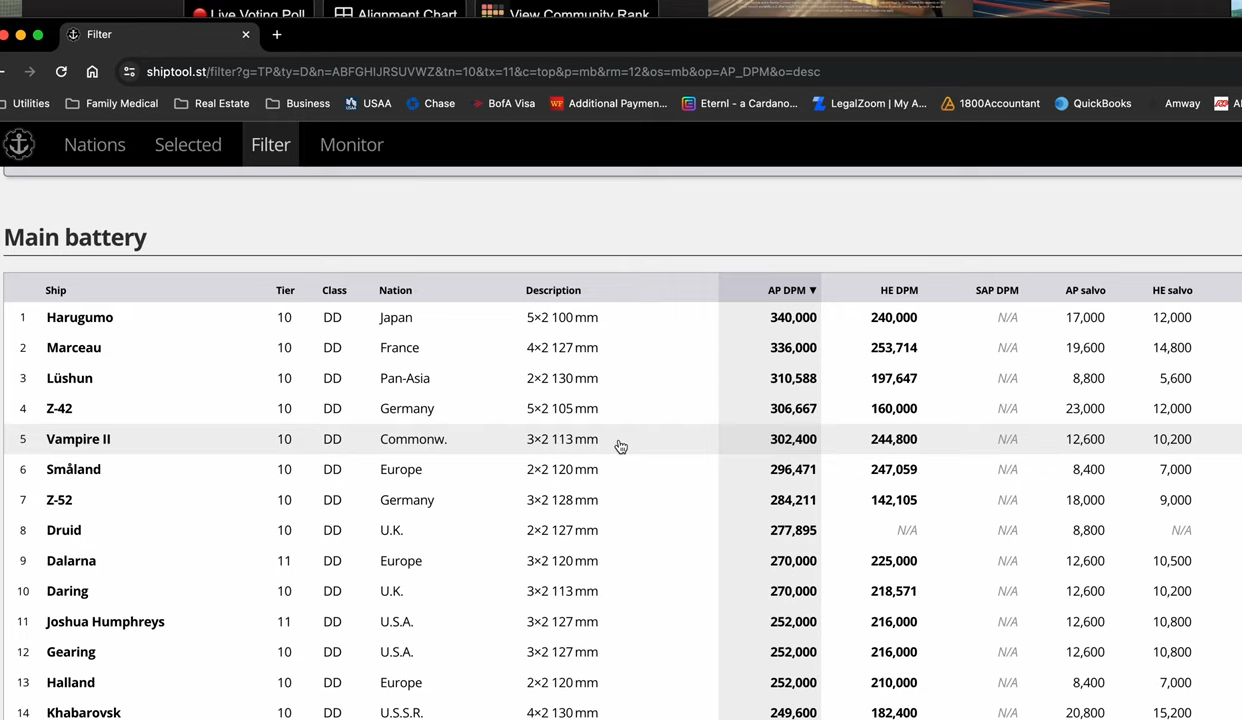 Live Voting Poll Alignment Chart View Community Rank
Filter
shiptool.st/filter?g=TP&ty=D&n=ABFGHIJRSUVWZ&tn=10&tx=11&c=top&p=mb&rm=12&os=mb&op=AP_DPM&o=desc
Utilities Family Medical Real Estate Business USAA Chase BofA Visa Additional Paymen... Eternl - a Cardano... LegalZoom | My A... 1800Accountant QuickBooks Amway
Nations Selected Filter Monitor
Main battery
Ship Tier Class Nation Description AP DPM ▼ HE DPM SAP DPM AP salvo HE salvo
1 Harugumo 10 DD Japan 5×2 100 mm 340,000 240,000 N/A 17,000 12,000
2 Marceau 10 DD France 4×2 127 mm 336,000 253,714 N/A 19,600 14,800
3 Lüshun 10 DD Pan-Asia 2×2 130 mm 310,588 197,647 N/A 8,800 5,600
4 Z-42 10 DD Germany 5×2 105 mm 306,667 160,000 N/A 23,000 12,000
5 Vampire II 10 DD Commonw. 3×2 113 mm 302,400 244,800 N/A 12,600 10,200
6 Småland 10 DD Europe 2×2 120 mm 296,471 247,059 N/A 8,400 7,000
7 Z-52 10 DD Germany 3×2 128 mm 284,211 142,105 N/A 18,000 9,000
8 Druid 10 DD U.K. 2×2 127 mm 277,895 N/A N/A 8,800 N/A
9 Dalarna 11 DD Europe 3×2 120 mm 270,000 225,000 N/A 12,600 10,500
10 Daring 10 DD U.K. 3×2 113 mm 270,000 218,571 N/A 12,600 10,200
11 Joshua Humphreys 11 DD U.S.A. 3×2 127 mm 252,000 216,000 N/A 12,600 10,800
12 Gearing 10 DD U.S.A. 3×2 127 mm 252,000 216,000 N/A 12,600 10,800
13 Halland 10 DD Europe 2×2 120 mm 252,000 210,000 N/A 8,400 7,000
14 Khabarovsk 10 DD U.S.S.R. 4×2 130 mm 249,600 182,400 N/A 20,800 15,200